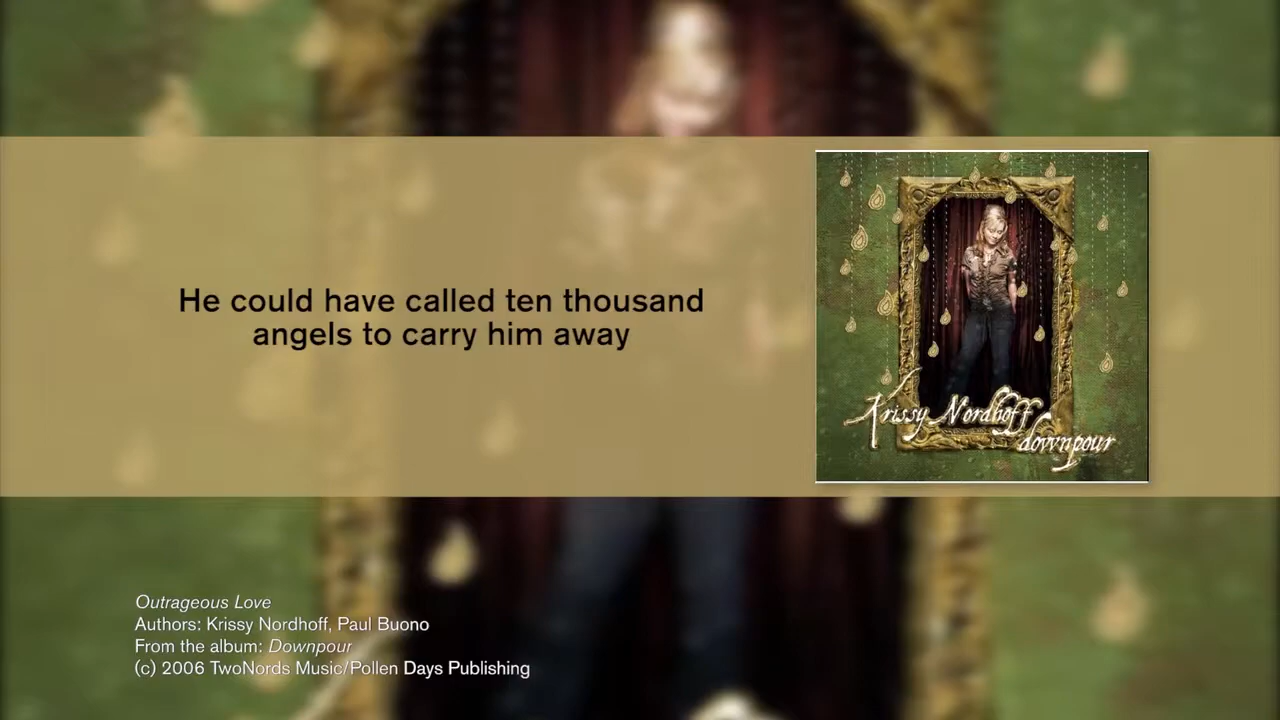 He could have called ten thousand
angels to carry him away
Krissy Nordhoff
downpour
Outrageous Love
Authors: Krissy Nordhoff, Paul Buono
From the album: Downpour
(c) 2006 TwoNords Music/Pollen Days Publishing